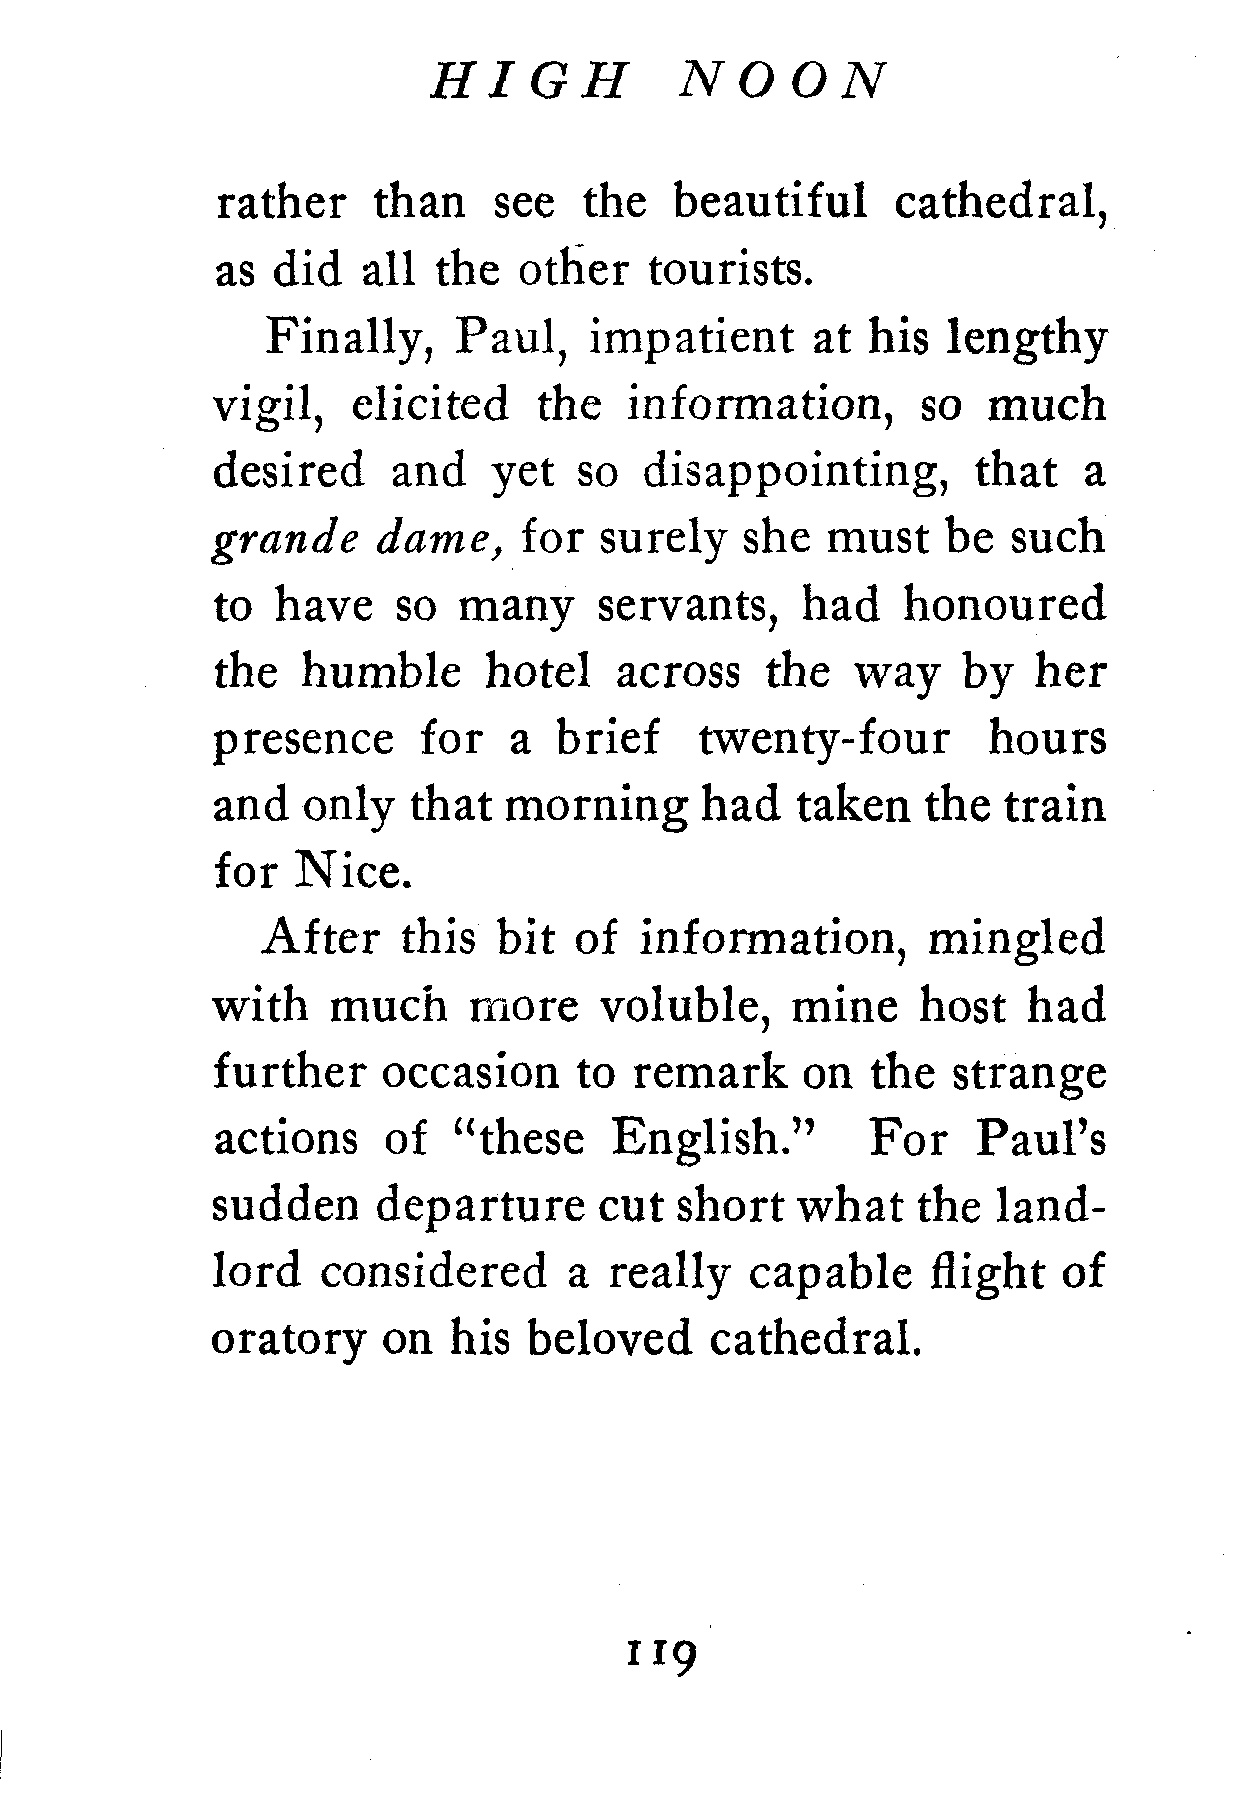 HIGH NOON
rather than see the beautiful cathedral,
as did all the other tourists.
Finally, Paul, impatient at his lengthy
vigil, elicited the information, so much
desired and yet so disappointing, that a
grande dame, for surely she must be such
to have so many servants, had honoured
the humble hotel across the way by her
presence for a brief twenty-four hours
and only that morning had taken the train
for Nice.
After this bit of information, mingled
with much more voluble, mine host had
further occasion to remark on the strange
actions of "these English." For Paul's
sudden departure cut short what the land-
lord considered a really capable flight of
oratory on his beloved cathedral.
119